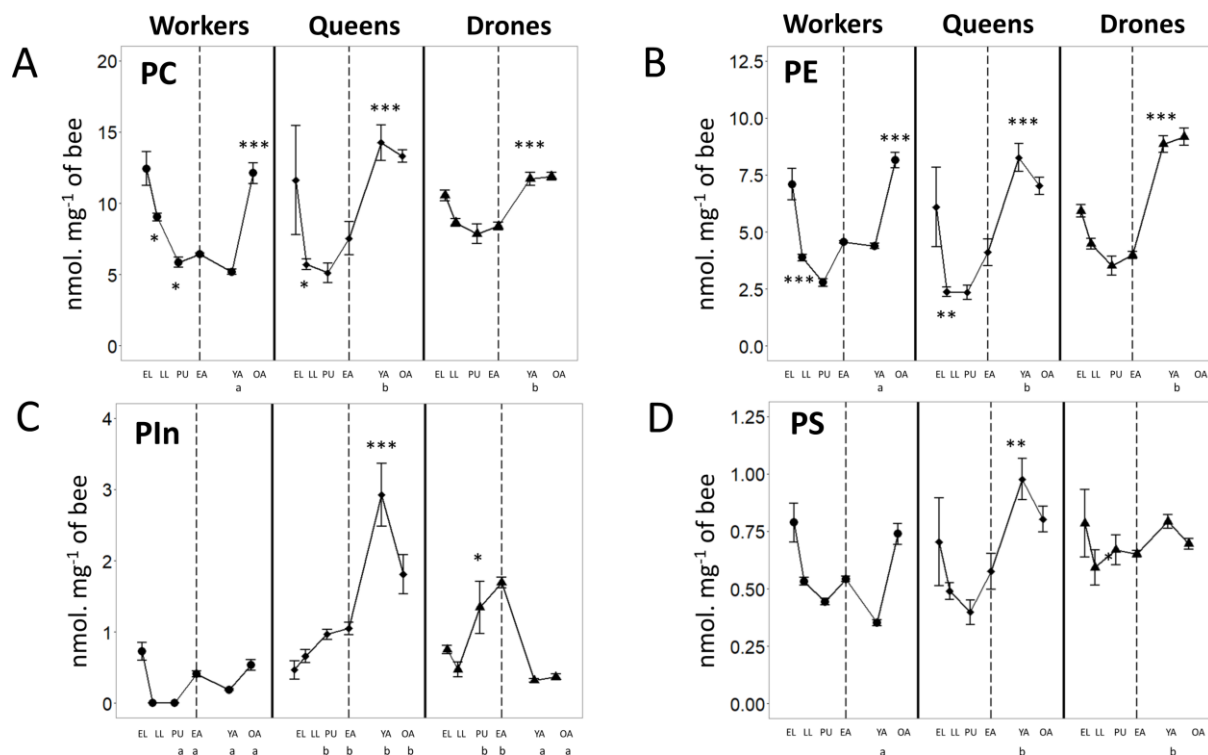 Workers Queens Drones Workers Queens Drones
A B
PC
nmol. mg-1 of bee
20
15
10
5
0
* * *** * *** ***
EL LL PU EA YA OA EL LL PU EA YA OA EL LL PU EA YA OA
a b b
PE
nmol. mg-1 of bee
12.5
10.0
7.5
5.0
2.5
0.0
*** *** ** *** ***
EL LL PU EA YA OA EL LL PU EA YA OA EL LL PU EA YA OA
a b b
C D
PIn
nmol. mg-1 of bee
4
3
2
1
0
*** *
EL LL PU EA YA OA EL LL PU EA YA OA EL LL PU EA YA OA
a a a a b b b b b b a a
PS
nmol. mg-1 of bee
1.25
1.00
0.75
0.50
0.25
0.00
** *
EL LL PU EA YA OA EL LL PU EA YA OA EL LL PU EA YA OA
a b b